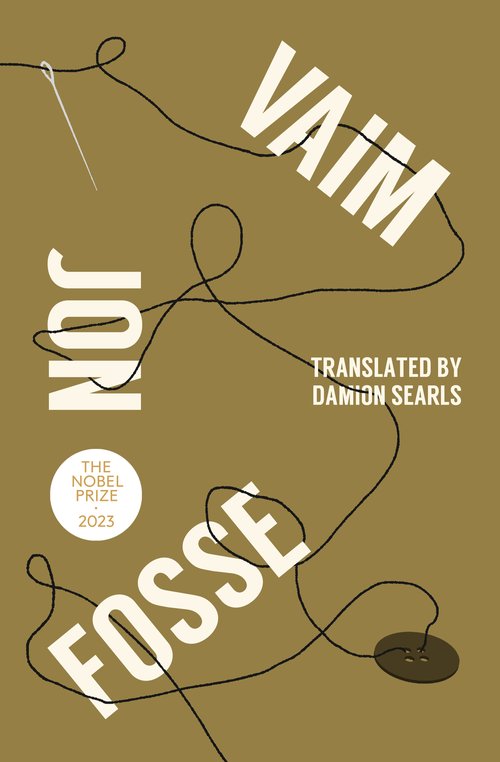 VAIM
JON
TRANSLATED BY
DAMION SEARLS
THE
NOBEL
PRIZE
·
2023
FOSSE